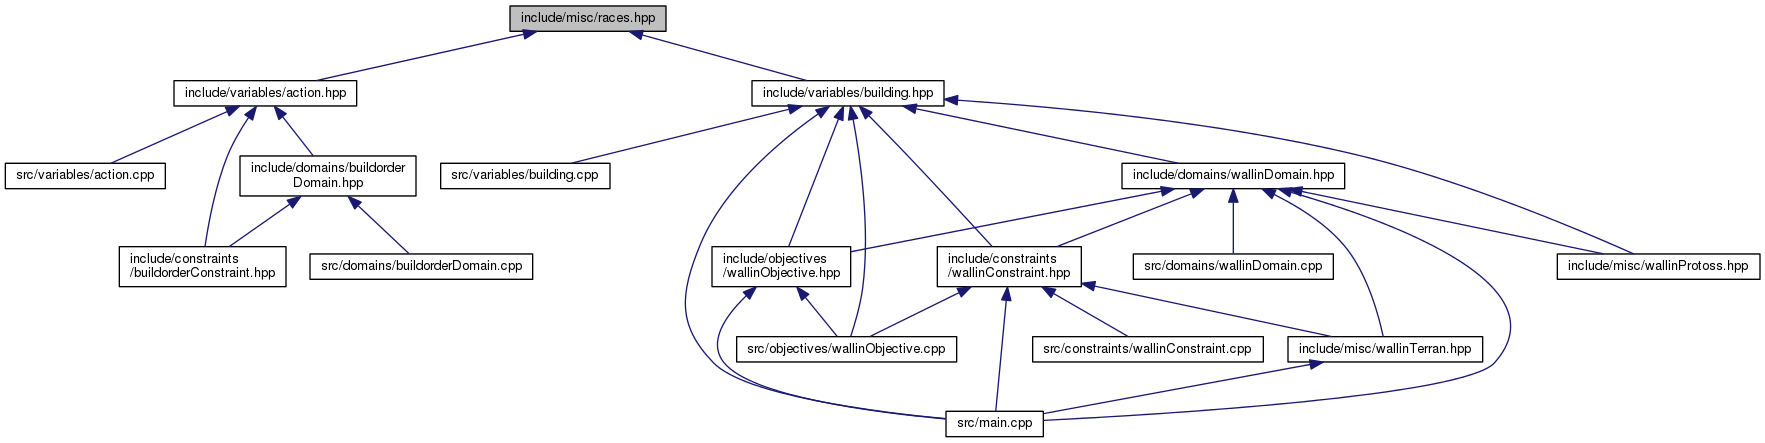 include/misc/races.hpp
include/variables/action.hpp
include/variables/building.hpp
src/variables/action.cpp
include/domains/buildorder
Domain.hpp
src/variables/building.cpp
include/domains/wallinDomain.hpp
include/constraints
/buildorderConstraint.hpp
src/domains/buildorderDomain.cpp
include/objectives
/wallinObjective.hpp
include/constraints
/wallinConstraint.hpp
src/domains/wallinDomain.cpp
include/misc/wallinProtoss.hpp
src/objectives/wallinObjective.cpp
src/constraints/wallinConstraint.cpp
include/misc/wallinTerran.hpp
src/main.cpp